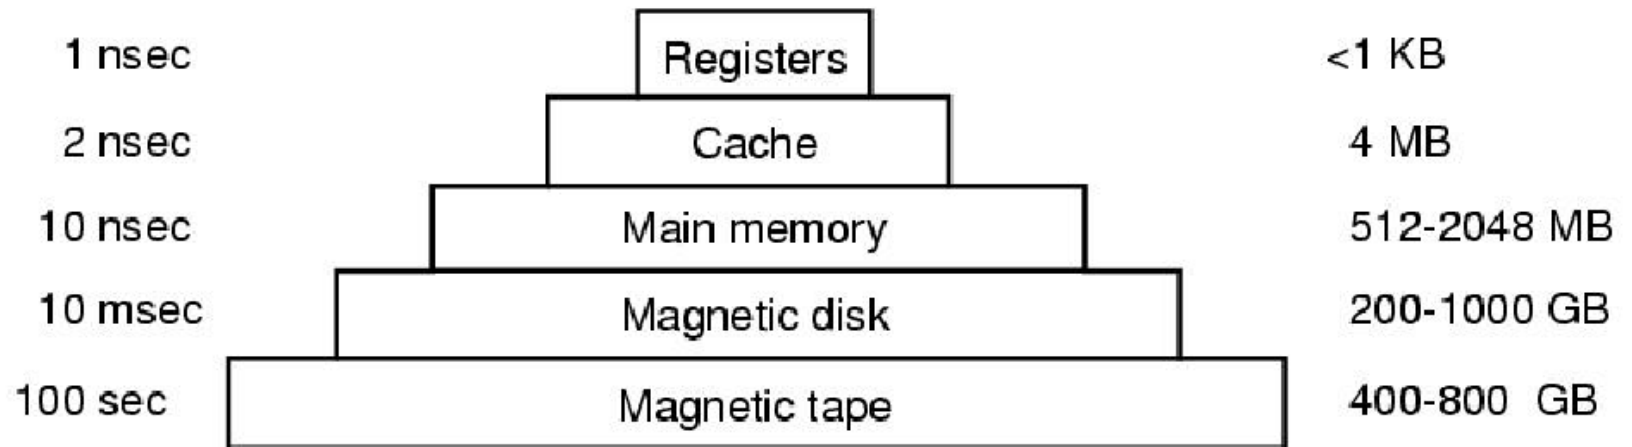 1 nsec Registers <1 KB
2 nsec Cache 4 MB
10 nsec Main memory 512-2048 MB
10 msec Magnetic disk 200-1000 GB
100 sec Magnetic tape 400-800 GB